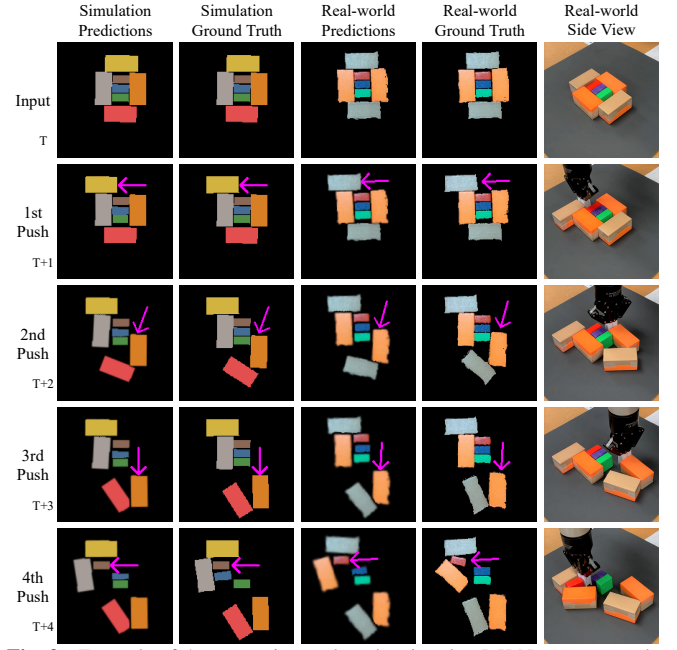 Simulation Predictions
Simulation Ground Truth
Real-world Predictions
Real-world Ground Truth
Real-world Side View
Input
T
1st
Push
T+1
2nd
Push
T+2
3rd
Push
T+3
4th
Push
T+4